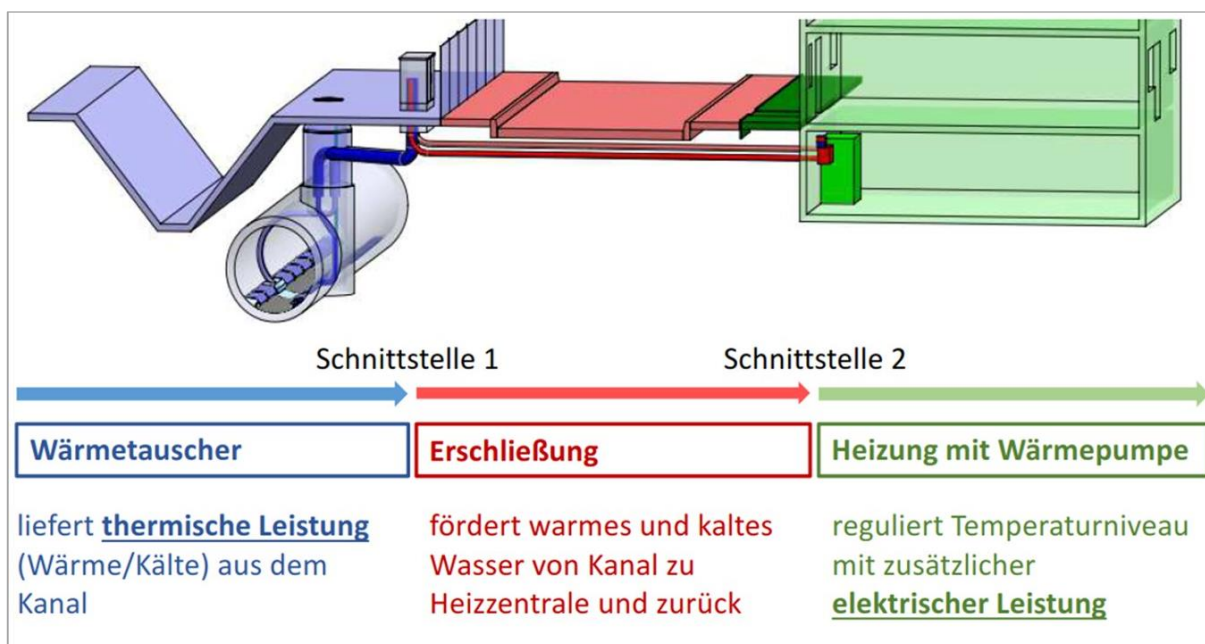 Schnittstelle 1
Schnittstelle 2
Wärmetauscher
Erschließung
Heizung mit Wärmepumpe
liefert thermische Leistung
(Wärme/Kälte) aus dem
Kanal
fördert warmes und kaltes
Wasser von Kanal zu
Heizzentrale und zurück
reguliert Temperaturniveau
mit zusätzlicher
elektrischer Leistung